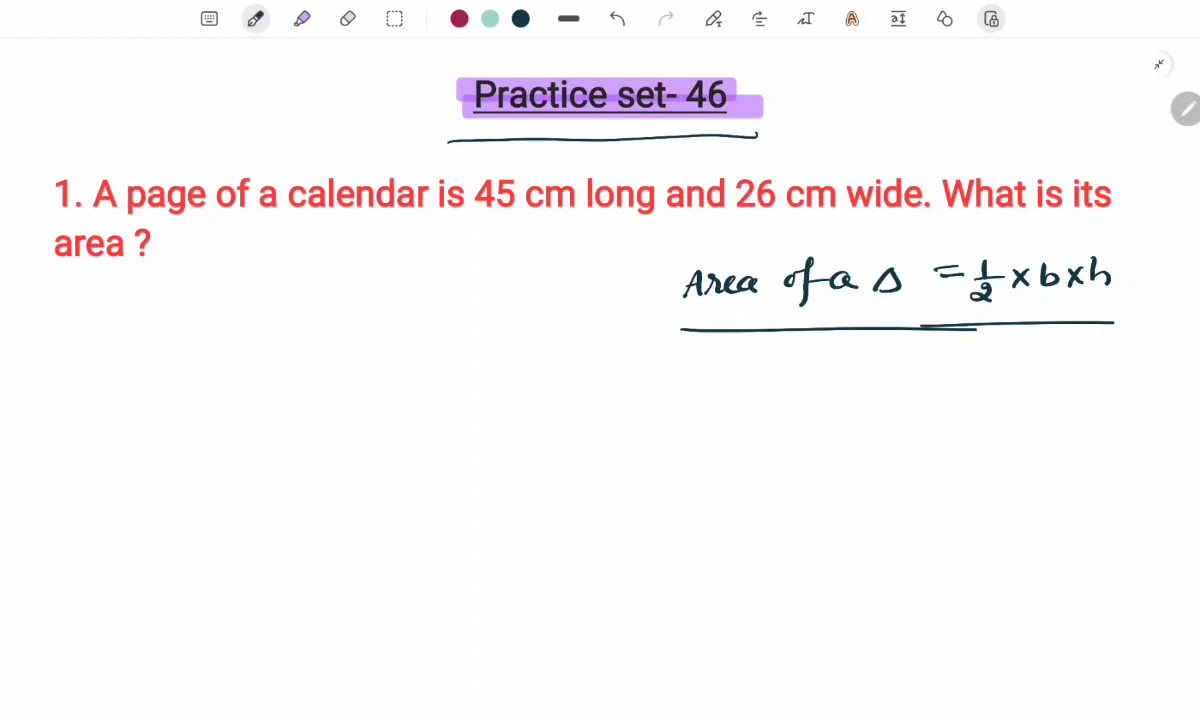 Practice set- 46
1. A page of a calendar is 45 cm long and 26 cm wide. What is its
area ?
Area of a Δ = 1/2 × b × h